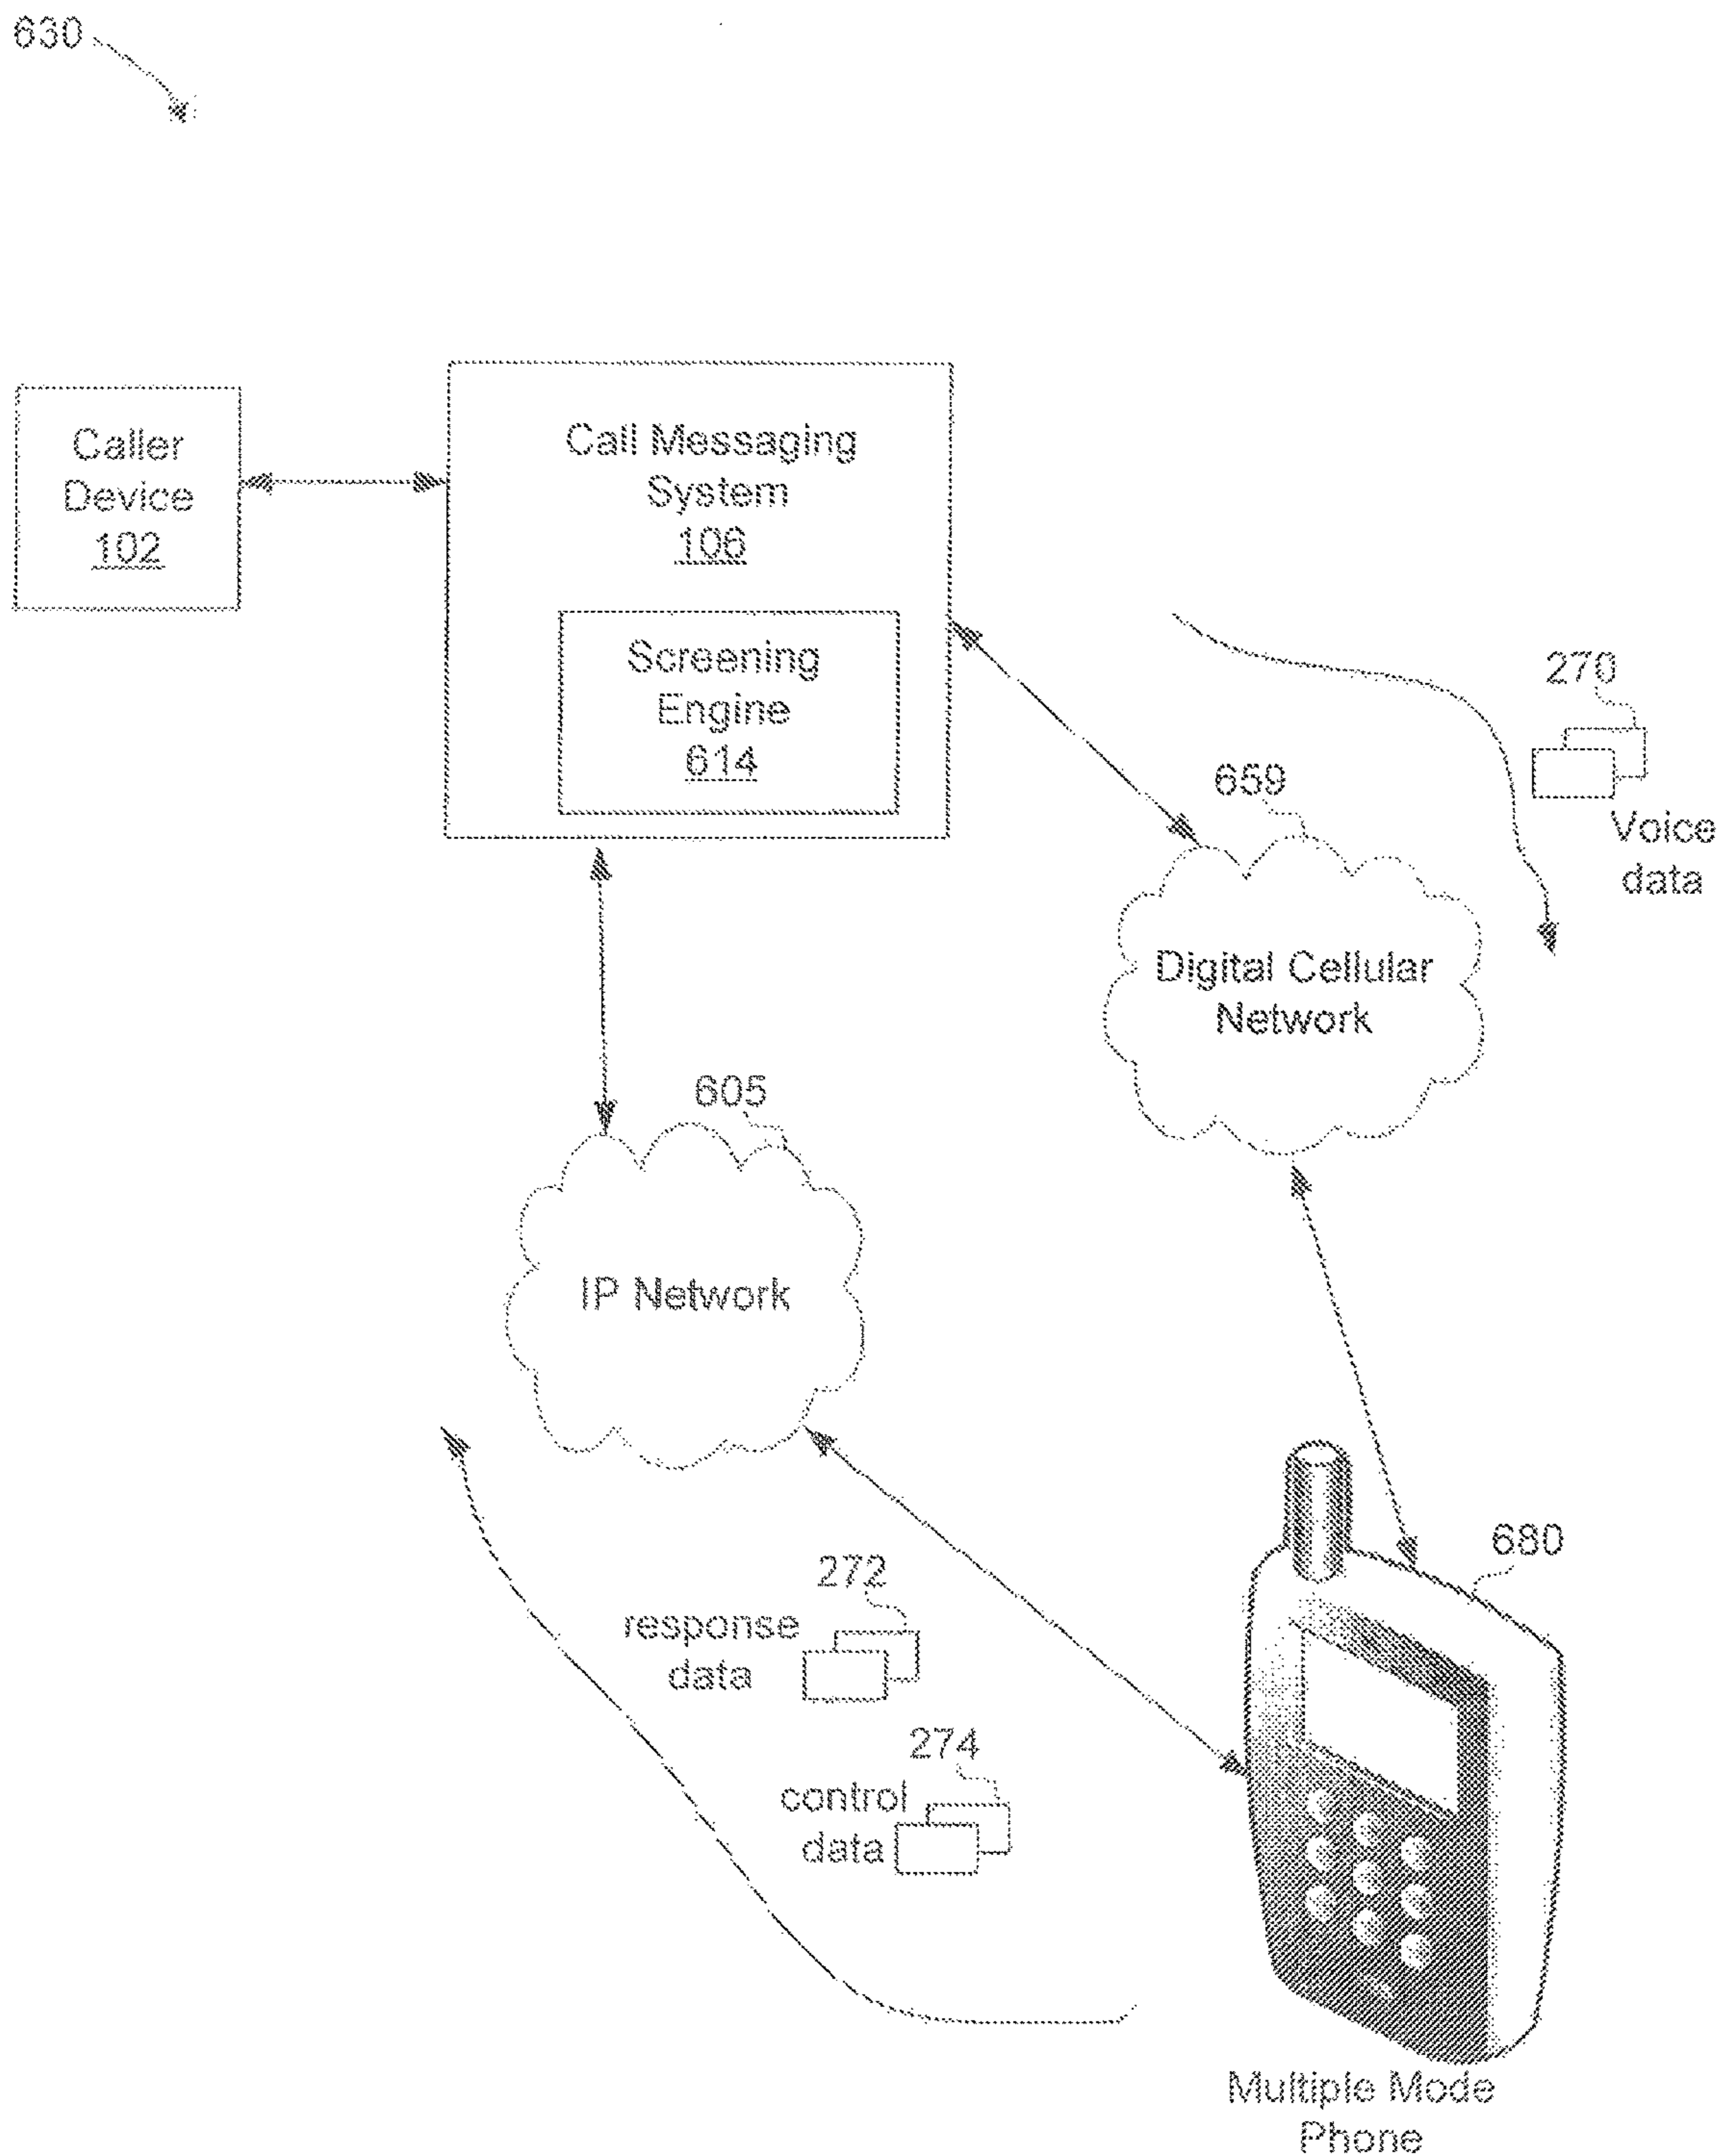 630
Caller
Device
102
Call Messaging
System
106
Screening
Engine
614
270
Voice
data
659
Digital Cellular
Network
605
IP Network
272
response
data
274
control
data
680
Multiple Mode
Phone